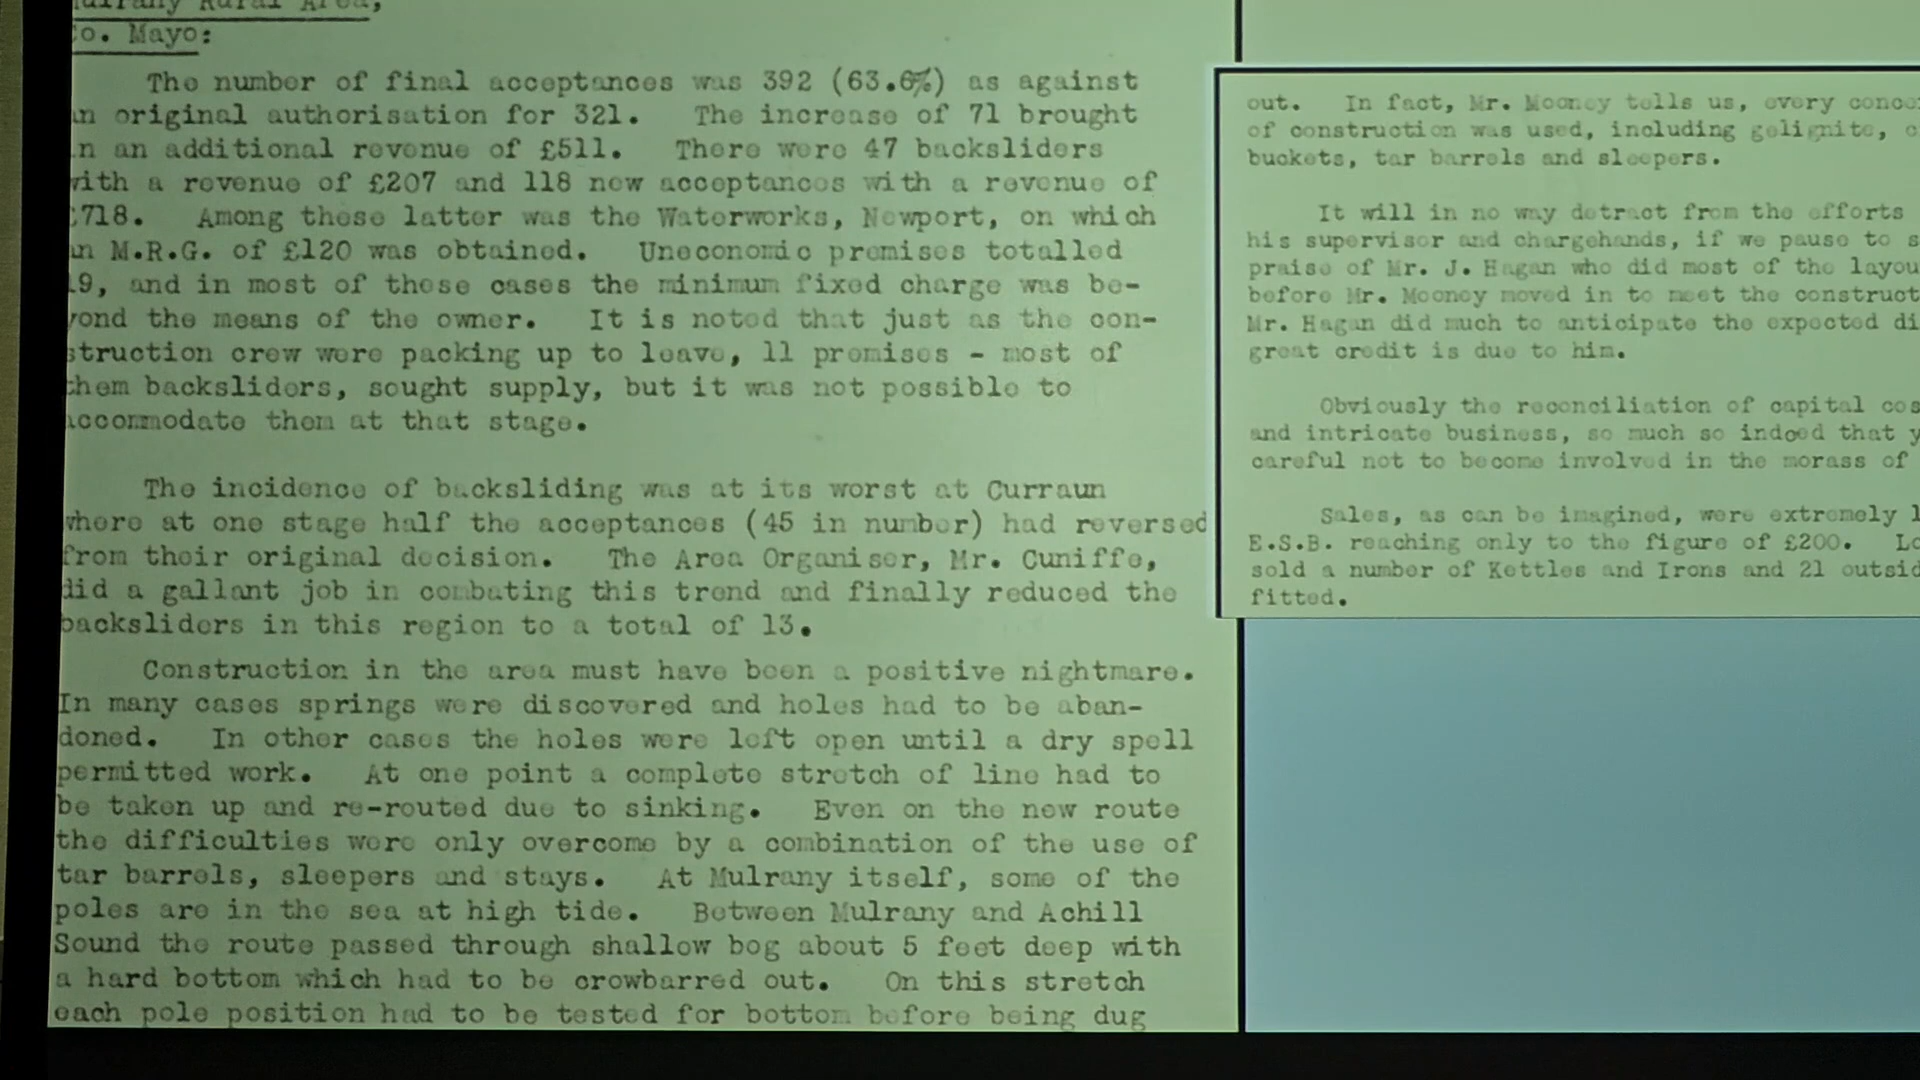 Mulrany Rural Area,
Co. Mayo:
The number of final acceptances was 392 (63.6%) as against
an original authorisation for 321. The increase of 71 brought
in an additional revenue of £511. There were 47 backsliders
with a revenue of £207 and 118 new acceptances with a revenue of
£718. Among these latter was the Waterworks, Newport, on which
an M.R.G. of £120 was obtained. Uneconomic premises totalled
19, and in most of these cases the minimum fixed charge was be-
yond the means of the owner. It is noted that just as the con-
struction crew were packing up to leave, 11 premises - most of
them backsliders, sought supply, but it was not possible to
accommodate them at that stage.
The incidence of backsliding was at its worst at Curraun
where at one stage half the acceptances (45 in number) had reversed
from their original decision. The Area Organiser, Mr. Cuniffe,
did a gallant job in combating this trend and finally reduced the
backsliders in this region to a total of 13.
Construction in the area must have been a positive nightmare.
In many cases springs were discovered and holes had to be aban-
doned. In other cases the holes were left open until a dry spell
permitted work. At one point a complete stretch of line had to
be taken up and re-routed due to sinking. Even on the new route
the difficulties were only overcome by a combination of the use of
tar barrels, sleepers and stays. At Mulrany itself, some of the
poles are in the sea at high tide. Between Mulrany and Achill
Sound the route passed through shallow bog about 5 feet deep with
a hard bottom which had to be crowbarred out. On this stretch
each pole position had to be tested for bottom before being dug
out. In fact, Mr. Mooney tells us, every conce
of construction was used, including gelignite,
buckets, tar barrels and sleepers.
It will in no way detract from the efforts
his supervisor and chargehands, if we pause to s
praise of Mr. J. Hagan who did most of the layou
before Mr. Mooney moved in to meet the construct
Mr. Hagan did much to anticipate the expected di
great credit is due to him.
Obviously the reconciliation of capital cos
and intricate business, so much so indeed that y
careful not to become involved in the morass of
Sales, as can be imagined, were extremely l
E.S.B. reaching only to the figure of £200. Lo
sold a number of Kettles and Irons and 21 outsid
fitted.